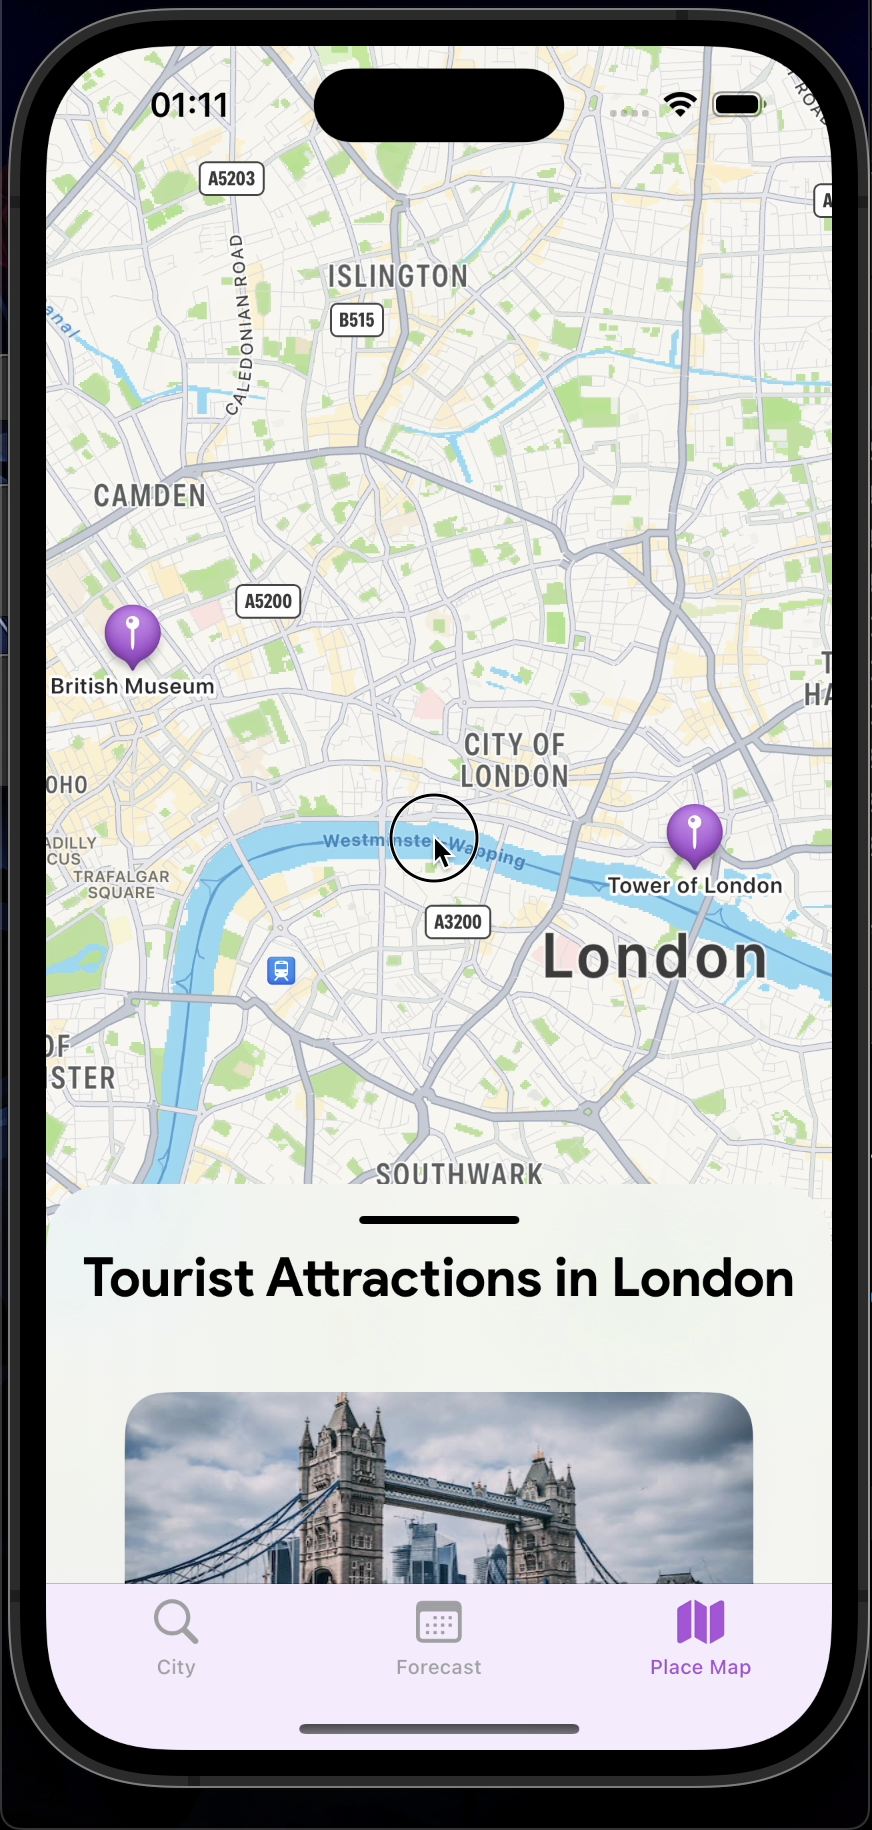 01:11
ROAD
A5203
A
CALEDONIAN ROAD
ISLINGTON
B515
anal
CAMDEN
A5200
British Museum
T
HA
CITY OF
LONDON
OHO
Westminster-Wapping
ADILLY
CUS
TRAFALGAR
SQUARE
Tower of London
A3200
London
OF
STER
SOUTHWARK
Tourist Attractions in London
City
Forecast
Place Map